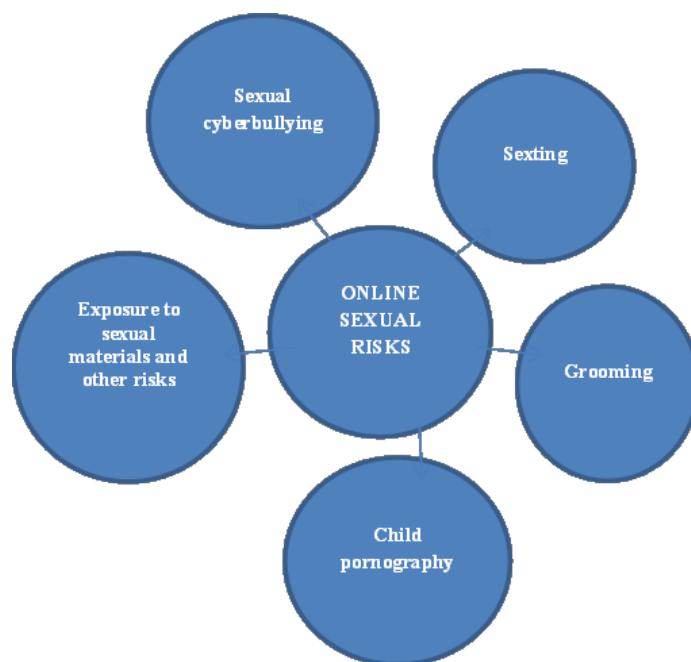 Sexual
cyberbullying
Sexting
ONLINE
SEXUAL
RISKS
Exposure to
sexual
materials and
other risks
Grooming
Child
pornography